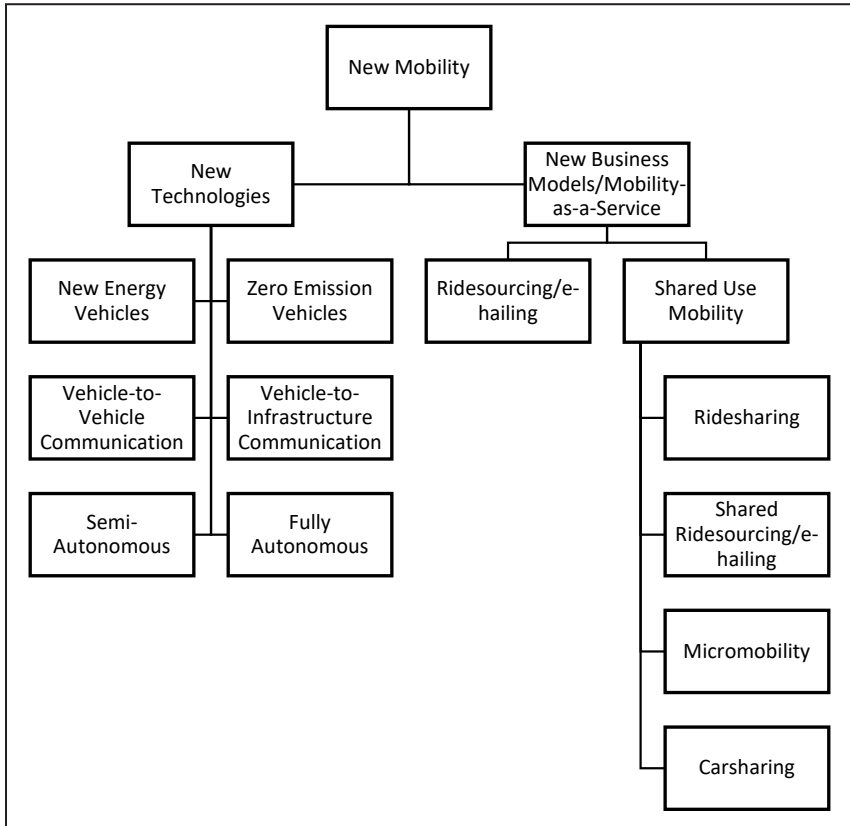 New Mobility
New
Technologies
New Business
Models/Mobility-
as-a-Service
New Energy
Vehicles
Zero Emission
Vehicles
Ridesourcing/e-
hailing
Shared Use
Mobility
Vehicle-to-
Vehicle
Communication
Vehicle-to-
Infrastructure
Communication
Ridesharing
Semi-
Autonomous
Fully
Autonomous
Shared
Ridesourcing/e-
hailing
Micromobility
Carsharing